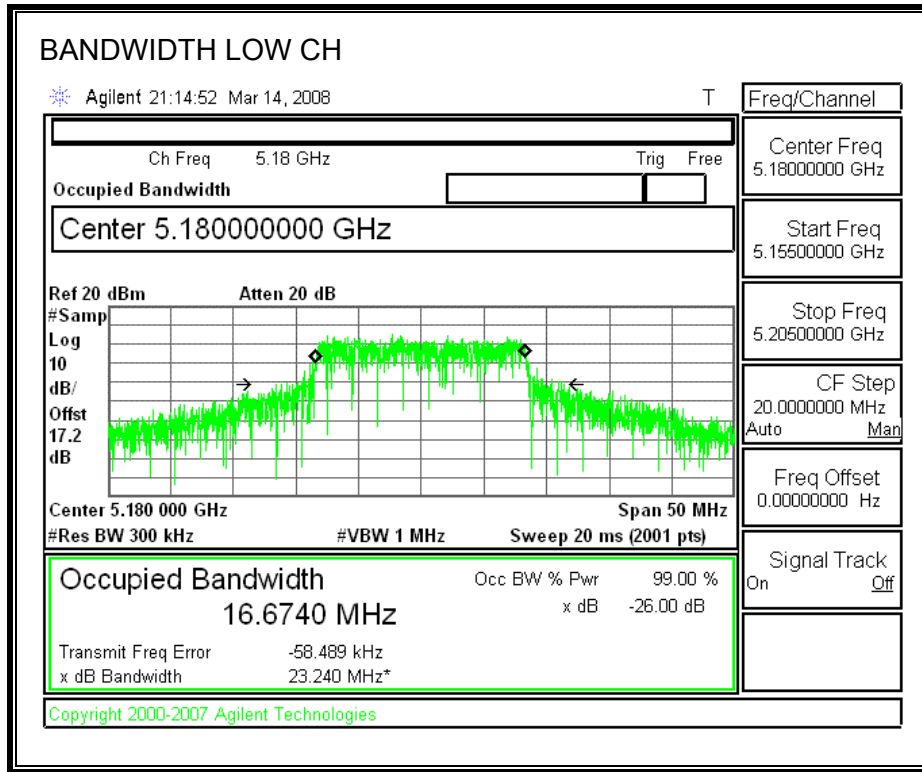 BANDWIDTH LOW CH
Agilent 21:14:52 Mar 14, 2008 T
Ch Freq 5.18 GHz Trig Free
Occupied Bandwidth
Center 5.180000000 GHz
Ref 20 dBm Atten 20 dB
#Samp
Log
10
dB/
Offst
17.2
dB
Center 5.180 000 GHz Span 50 MHz
#Res BW 300 kHz #VBW 1 MHz Sweep 20 ms (2001 pts)
Occupied Bandwidth Occ BW % Pwr 99.00 %
16.6740 MHz x dB -26.00 dB
Transmit Freq Error -58.489 kHz
x dB Bandwidth 23.240 MHz*
Copyright 2000-2007 Agilent Technologies
Freq/Channel
Center Freq
5.18000000 GHz
Start Freq
5.15500000 GHz
Stop Freq
5.20500000 GHz
CF Step
20.0000000 MHz
Auto Man
Freq Offset
0.00000000 Hz
Signal Track
On Off